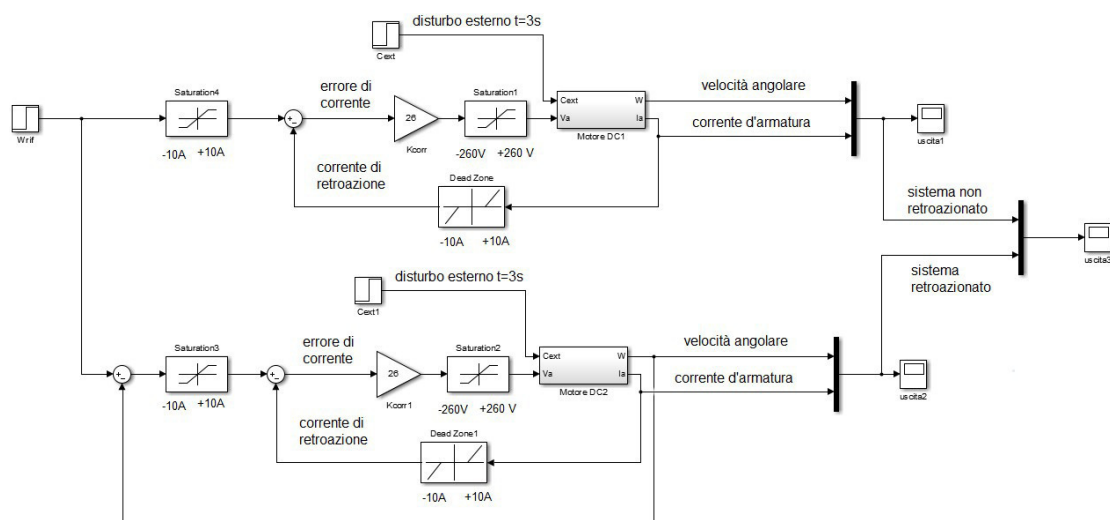 disturbo esterno t=3s
Cext
Saturation4
errore di
corrente
Saturation1
velocità angolare
Wrif
26
Cext
Va
W
Ia
corrente d'armatura
uscita1
-10A +10A
Kcorr
-260V +260 V
Motore DC1
corrente di
retroazione
Dead Zone
sistema non
retroazionato
-10A +10A
uscita3
disturbo esterno t=3s
sistema
retroazionato
Cext1
Saturation3
errore di
corrente
Saturation2
velocità angolare
26
Cext
Va
W
Ia
corrente d'armatura
uscita2
-10A +10A
Kcorr1
-260V +260 V
Motore DC2
corrente di
retroazione
Dead Zone1
-10A +10A